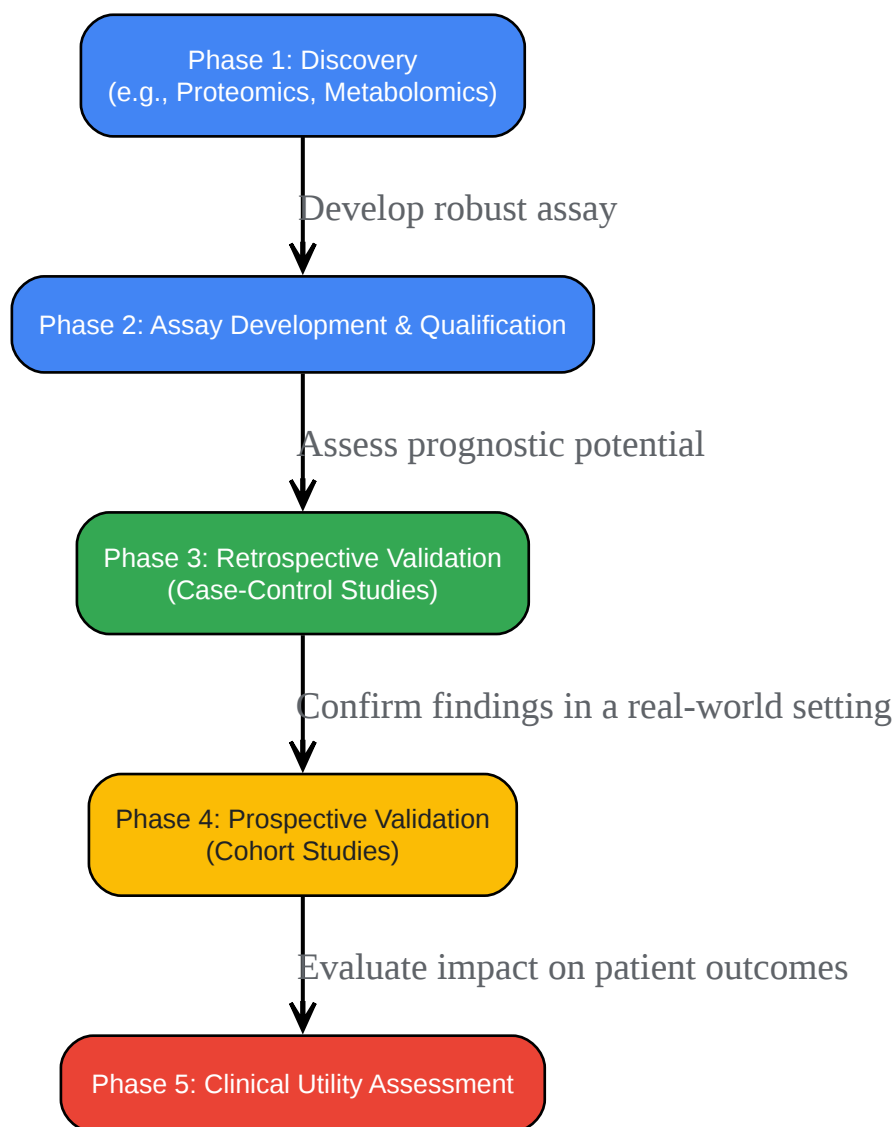 Phase 1: Discovery
(e.g., Proteomics, Metabolomics)
Develop robust assay
Phase 2: Assay Development & Qualification
Assess prognostic potential
Phase 3: Retrospective Validation
(Case-Control Studies)
Confirm findings in a real-world setting
Phase 4: Prospective Validation
(Cohort Studies)
Evaluate impact on patient outcomes
Phase 5: Clinical Utility Assessment